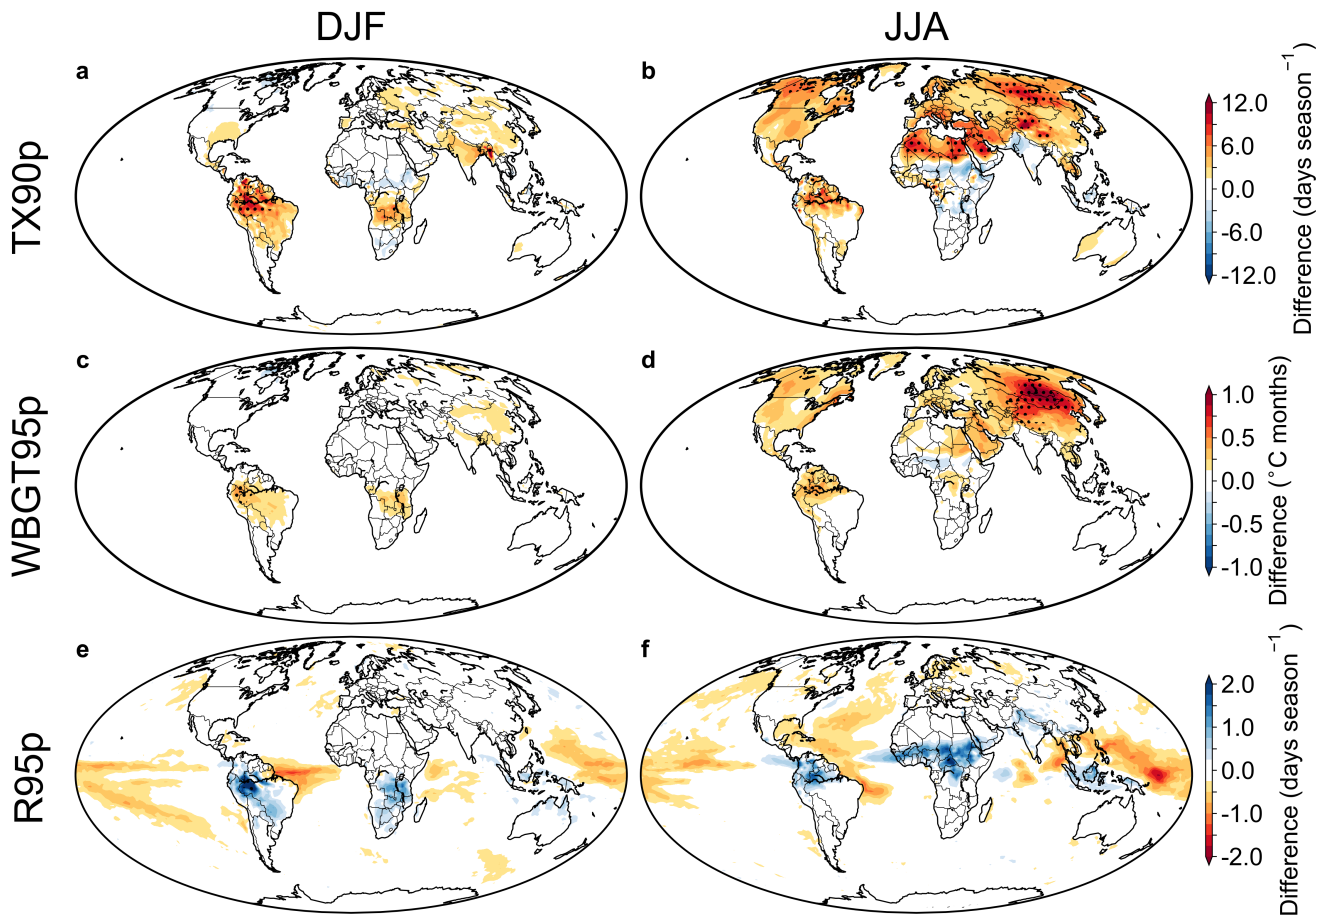 DJF
JJA
a
b
TX90p
12.0
6.0
0.0
-6.0
-12.0
Difference (days season⁻¹)
c
d
WBGT95p
1.0
0.5
0.0
-0.5
-1.0
Difference (˚C months)
e
f
R95p
2.0
1.0
0.0
-1.0
-2.0
Difference (days season⁻¹)